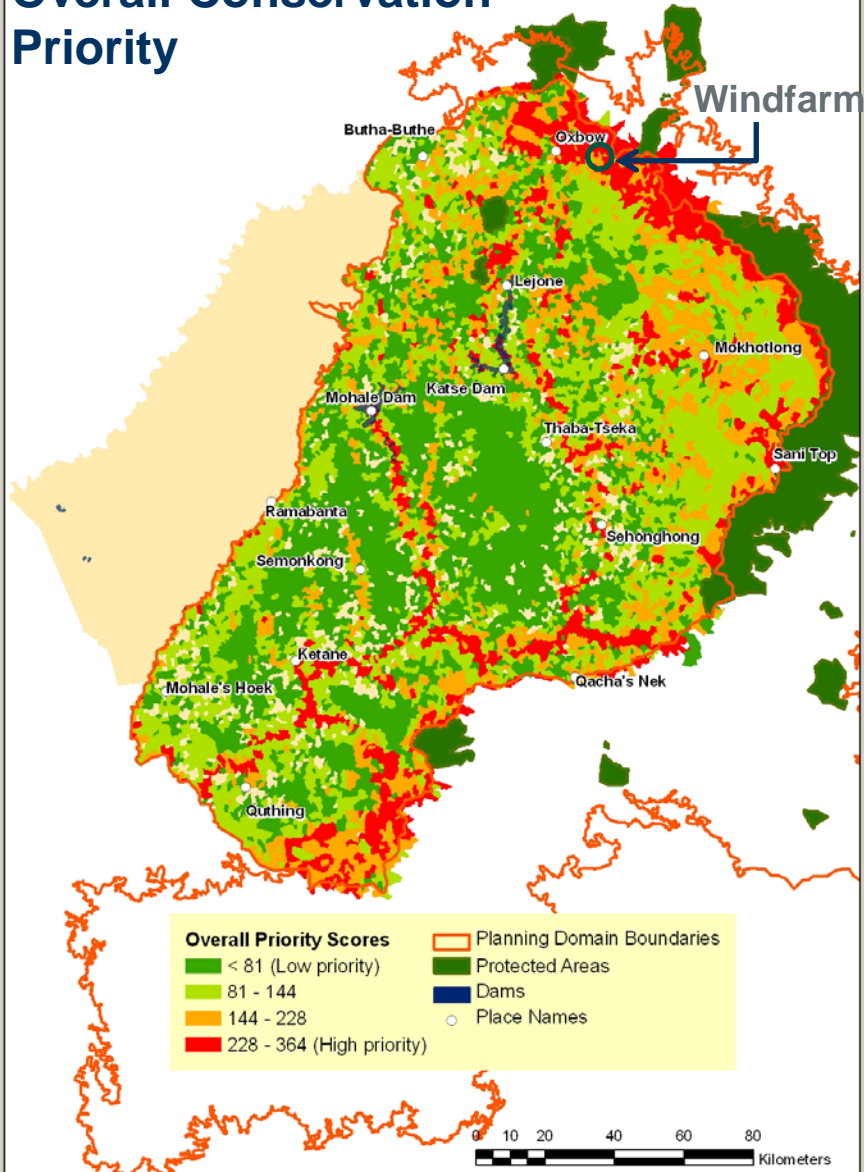 Overall Conservation
Priority
Windfarm
Butha-Buthe
Oxbow
Lejone
Mokhotlong
Katse Dam
Mohale Dam
Thaba-Tseka
Sani Top
Ramabanta
Sehonghong
Semonkong
Ketane
Qacha's Nek
Mohale's Hoek
Quthing
Overall Priority Scores
< 81 (Low priority)
81 - 144
144 - 228
228 - 364 (High priority)
Planning Domain Boundaries
Protected Areas
Dams
Place Names
0 10 20 40 60 80
Kilometers